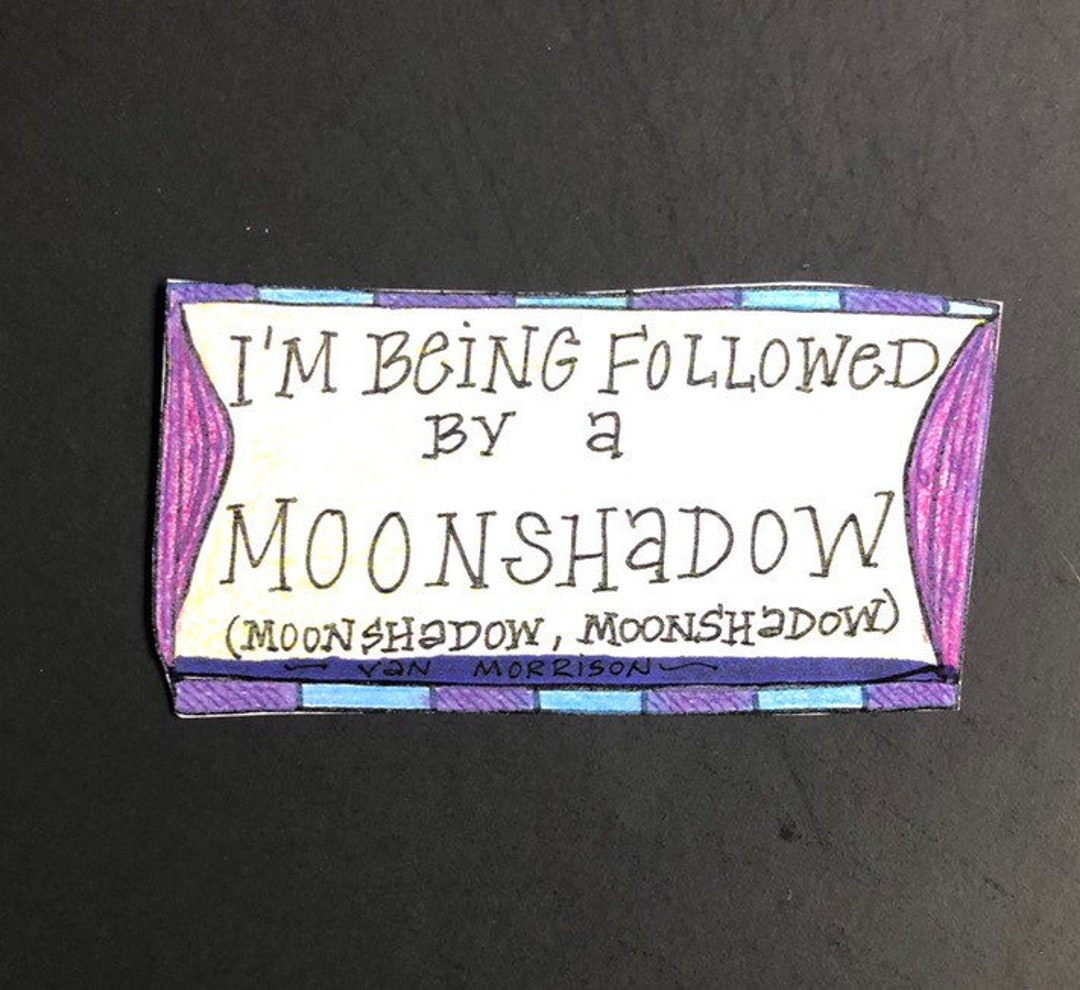 I'M BeiNG FOLLOWeD
BY a
MOONSHaDOW
(MOONSHaDOW, MOONSHaDOW)
~ VaN MORRISON ~